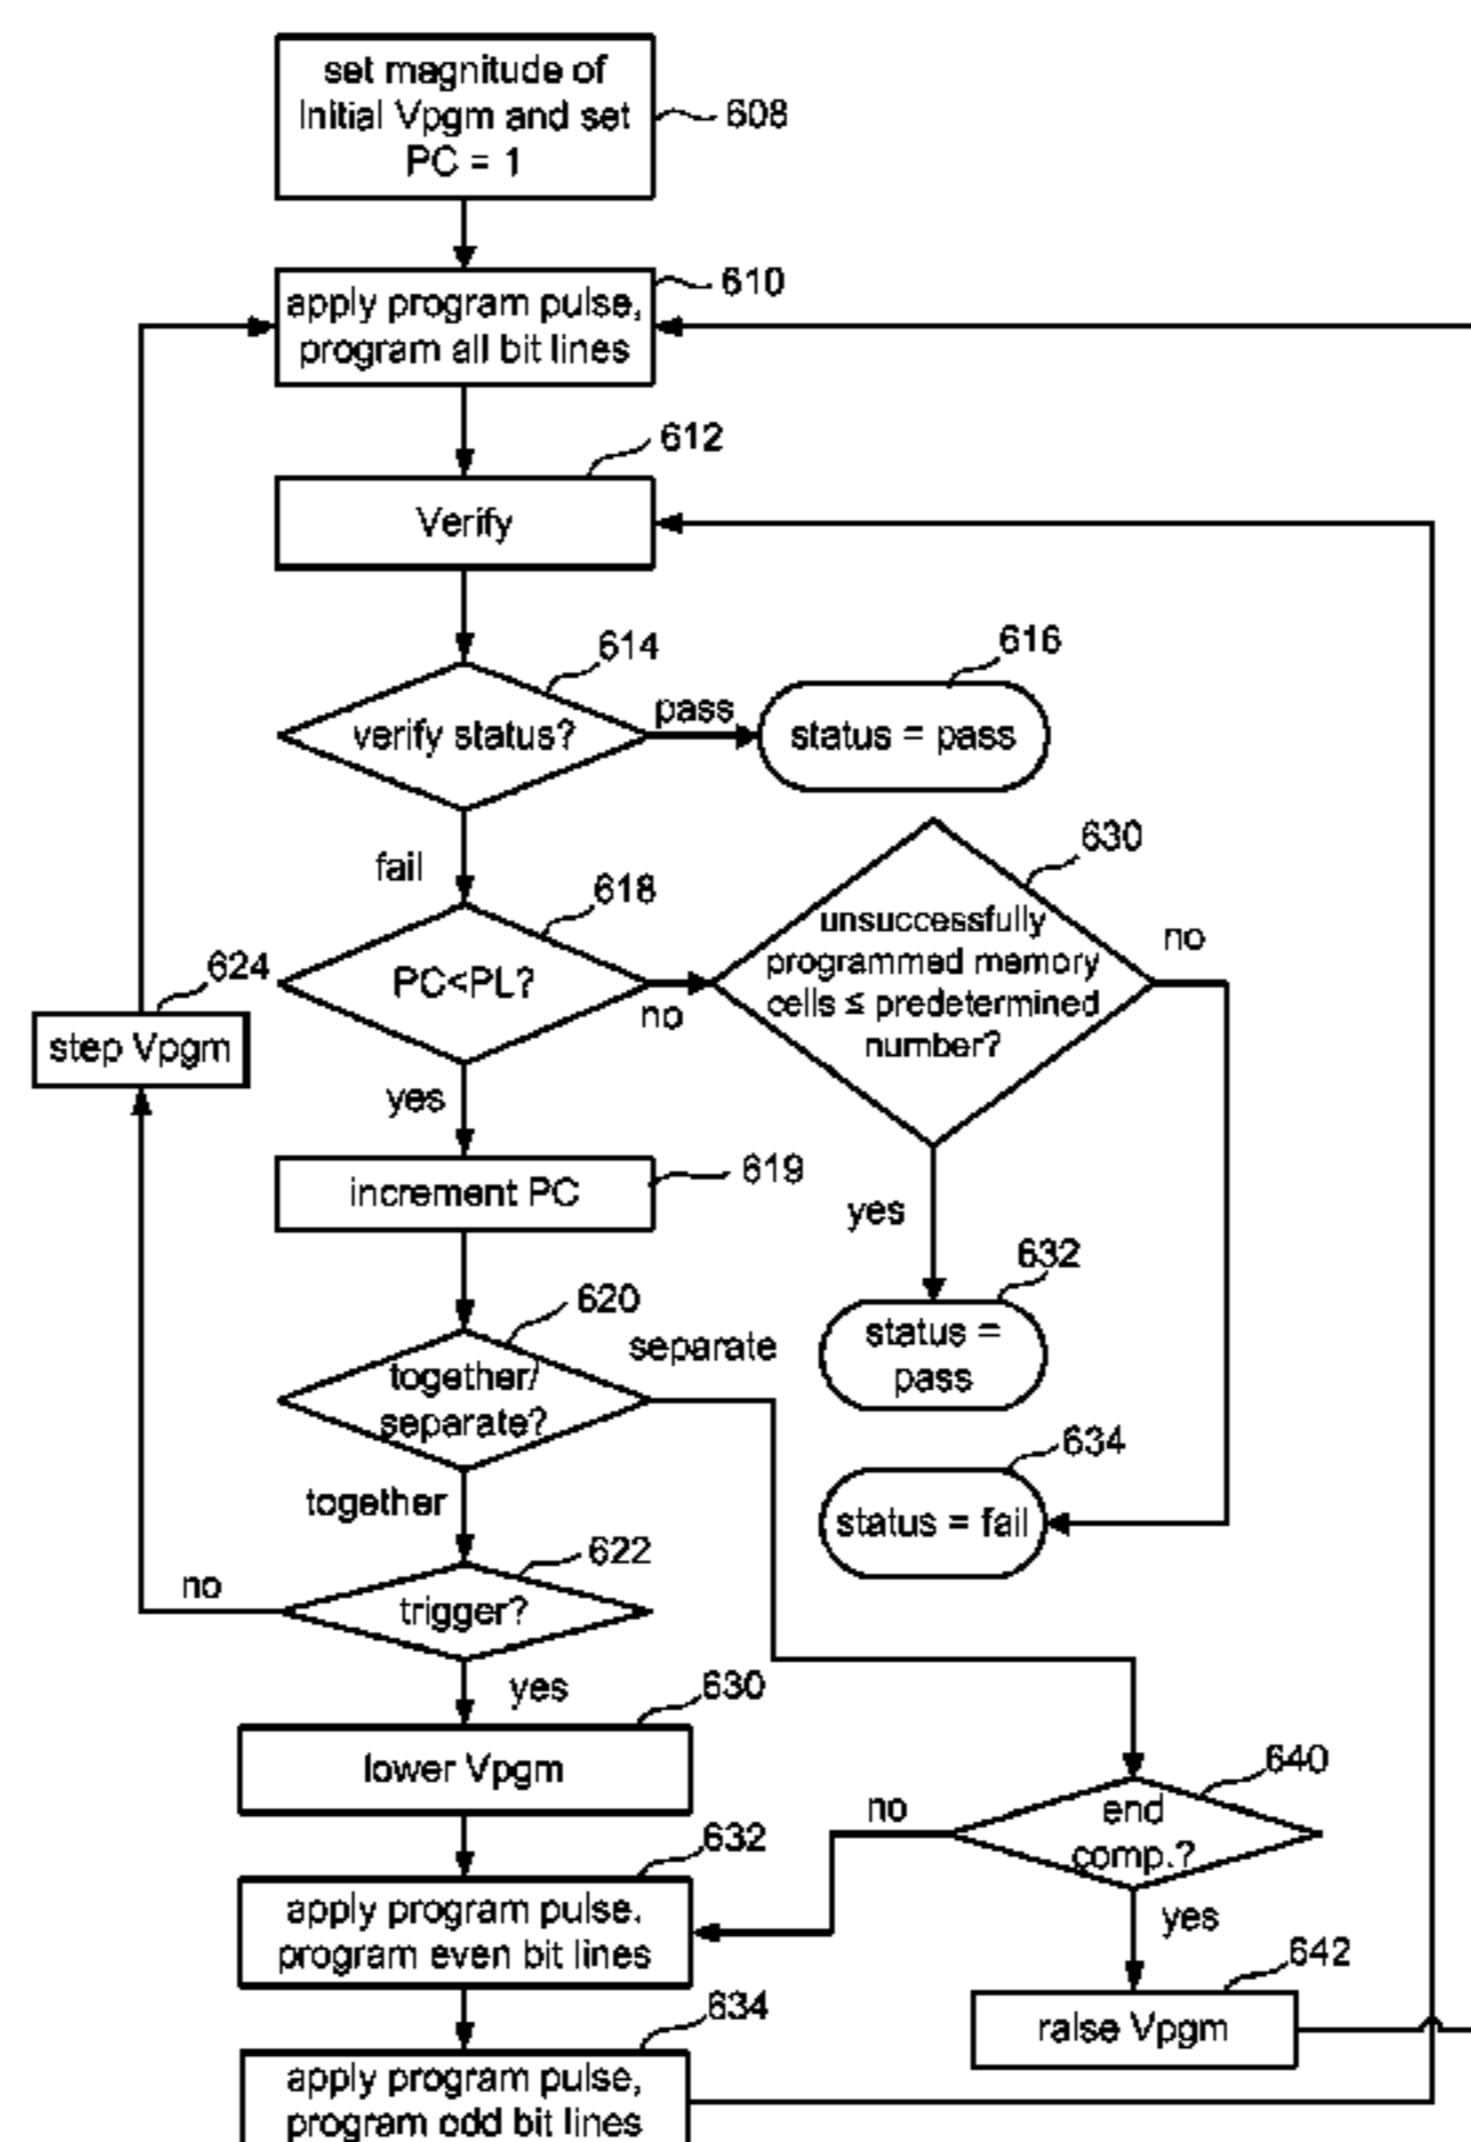 set magnitude of
Initial Vpgm and set
PC = 1
608
apply program pulse,
program all bit lines
610
612
Verify
614
verify status?
pass
616
status = pass
fail
618
PC<PL?
no
630
unsuccessfully
programmed memory
cells ≤ predetermined
number?
no
624
step Vpgm
yes
increment PC
619
yes
632
status =
pass
620
together/
separate?
separate
634
status = fail
together
622
trigger?
no
yes
630
lower Vpgm
640
end
comp.?
no
632
apply program pulse.
program even bit lines
yes
642
raise Vpgm
634
apply program pulse,
program odd bit lines